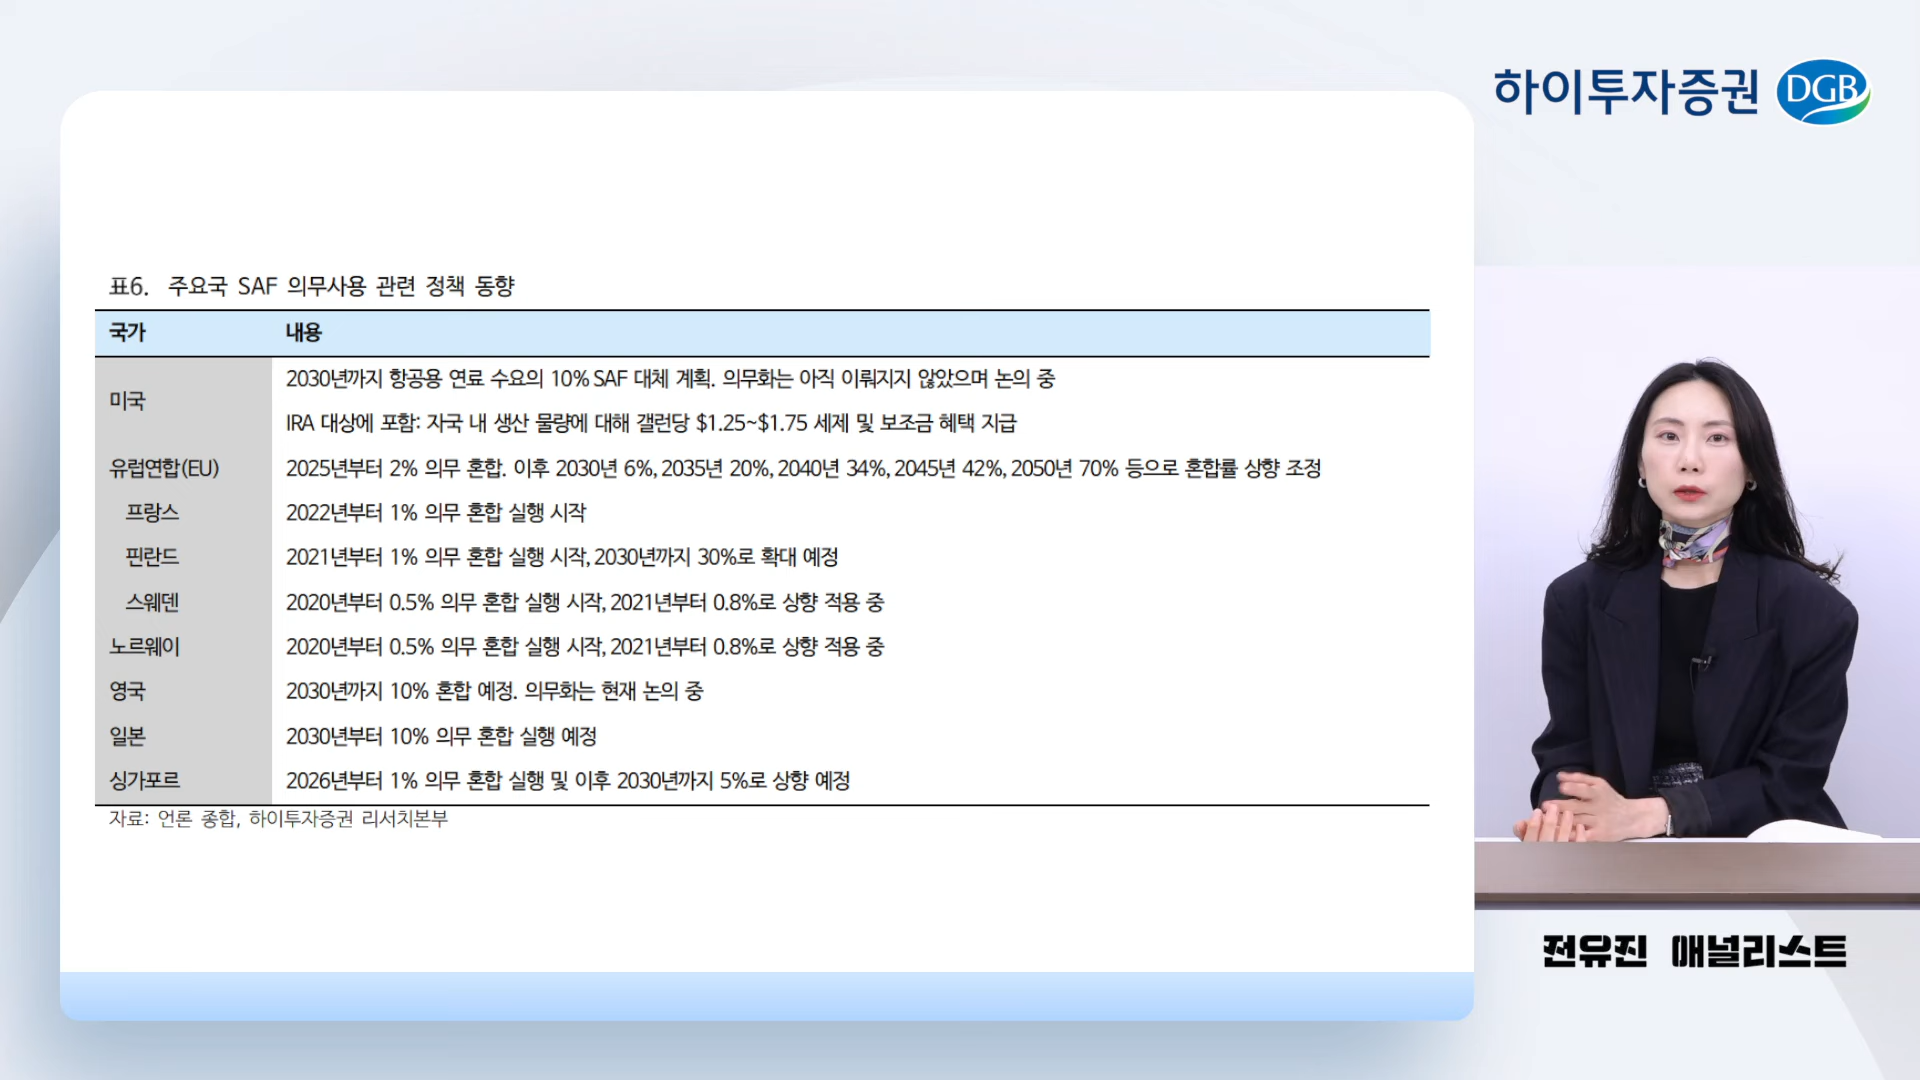 하이투자증권 DGB
표6. 주요국 SAF 의무사용 관련 정책 동향
국가 내용
미국 2030년까지 항공용 연료 수요의 10% SAF 대체 계획. 의무화는 아직 이뤄지지 않았으며 논의 중
IRA 대상에 포함: 자국 내 생산 물량에 대해 갤런당 $1.25~$1.75 세제 및 보조금 혜택 지급
유럽연합(EU) 2025년부터 2% 의무 혼합. 이후 2030년 6%, 2035년 20%, 2040년 34%, 2045년 42%, 2050년 70% 등으로 혼합률 상향 조정
프랑스 2022년부터 1% 의무 혼합 실행 시작
핀란드 2021년부터 1% 의무 혼합 실행 시작, 2030년까지 30%로 확대 예정
스웨덴 2020년부터 0.5% 의무 혼합 실행 시작, 2021년부터 0.8%로 상향 적용 중
노르웨이 2020년부터 0.5% 의무 혼합 실행 시작, 2021년부터 0.8%로 상향 적용 중
영국 2030년까지 10% 혼합 예정. 의무화는 현재 논의 중
일본 2030년부터 10% 의무 혼합 실행 예정
싱가포르 2026년부터 1% 의무 혼합 실행 및 이후 2030년까지 5%로 상향 예정
자료: 언론 종합, 하이투자증권 리서치본부
전유진 애널리스트